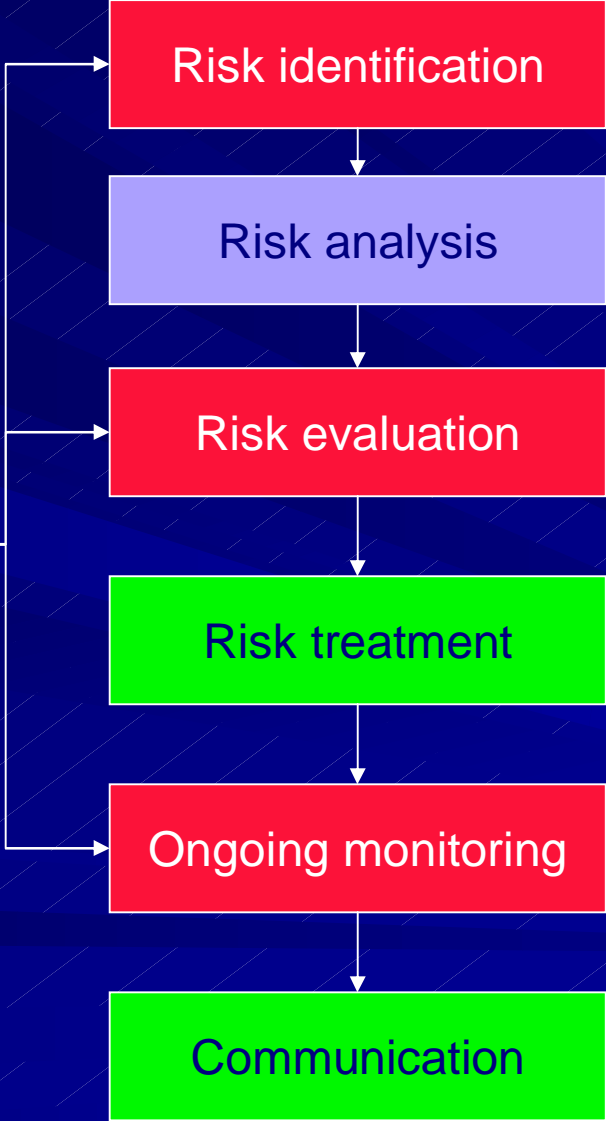 Risk identification
Risk analysis
Risk evaluation
Risk treatment
Ongoing monitoring
Communication